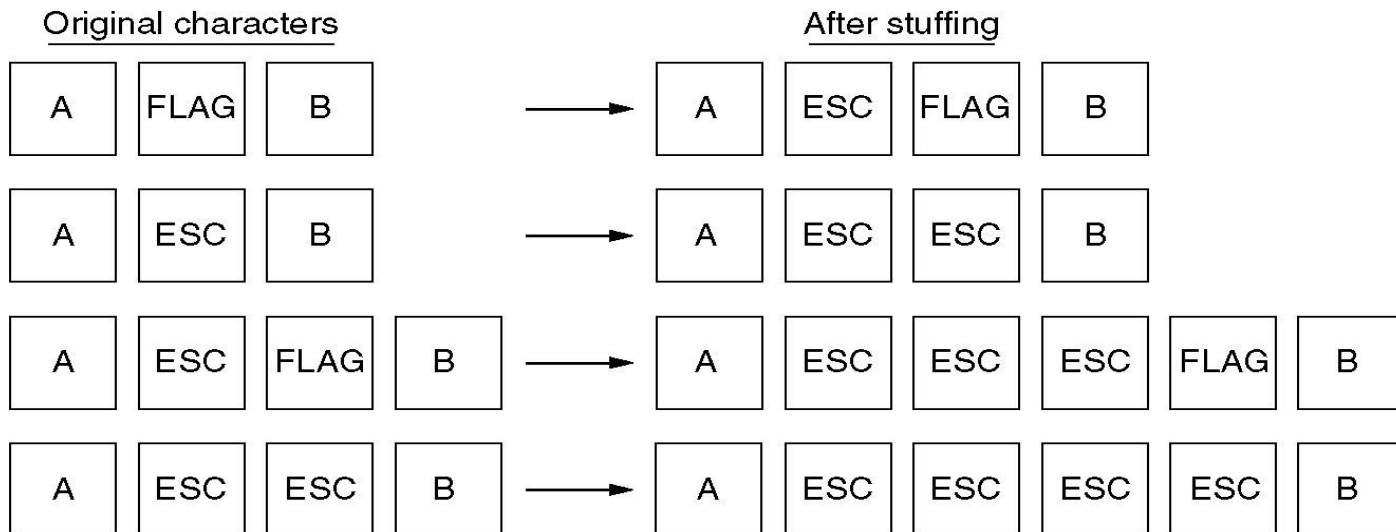 Original characters After stuffing
A FLAG B A ESC FLAG B
A ESC B A ESC ESC B
A ESC FLAG B A ESC ESC ESC FLAG B
A ESC ESC B A ESC ESC ESC ESC B